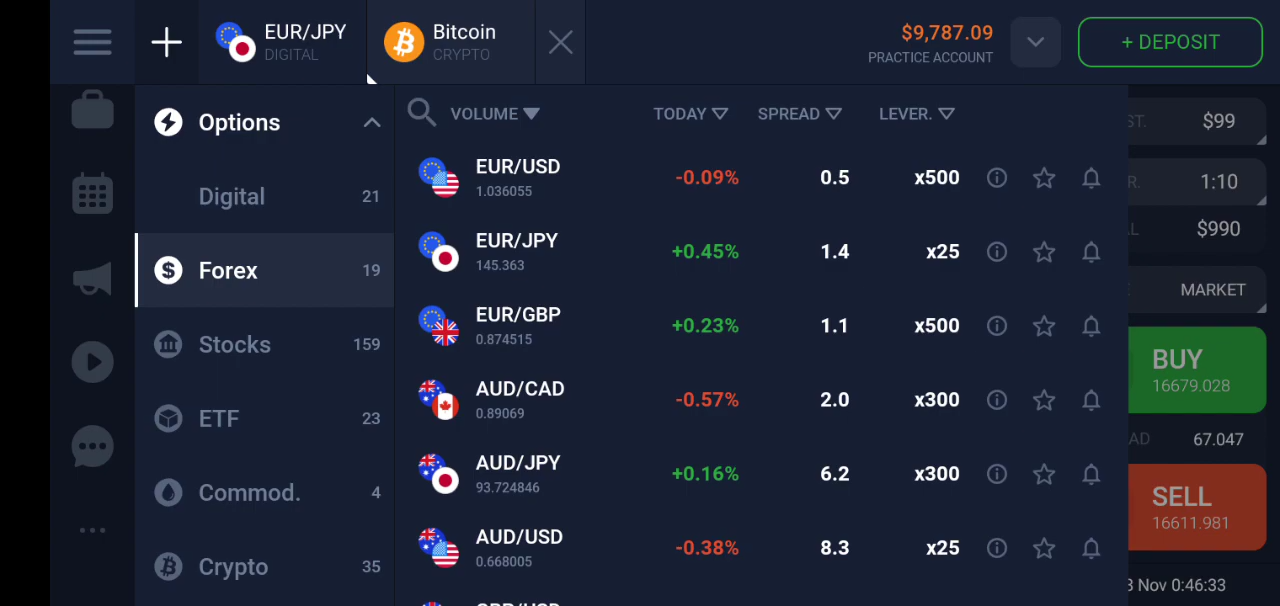 EUR/JPY
DIGITAL
Bitcoin
CRYPTO
$9,787.09
PRACTICE ACCOUNT
+ DEPOSIT
Options
Digital 21
Forex 19
Stocks 159
ETF 23
Commod. 4
Crypto 35
VOLUME TODAY SPREAD LEVER.
EUR/USD -0.09% 0.5 x500
1.036055
EUR/JPY +0.45% 1.4 x25
145.363
EUR/GBP +0.23% 1.1 x500
0.874515
AUD/CAD -0.57% 2.0 x300
0.89069
AUD/JPY +0.16% 6.2 x300
93.724846
AUD/USD -0.38% 8.3 x25
0.668005
ST. $99
R. 1:10
L $990
MARKET
BUY
16679.028
AD 67.047
SELL
16611.981
Nov 0:46:33